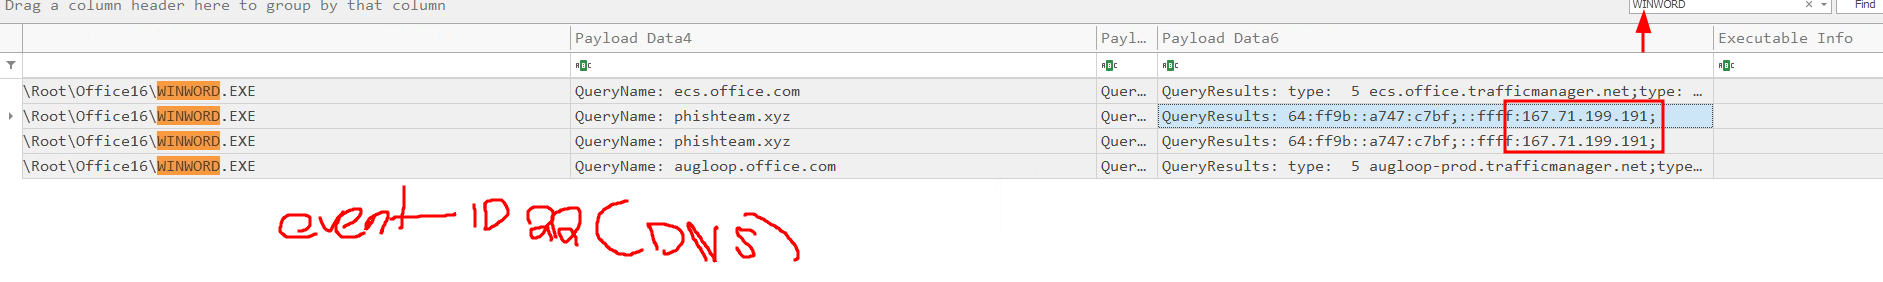 Drag a column header here to group by that column
WINWORD Find
Payload Data4 Payl… Payload Data6 Executable Info
\Root\Office16\WINWORD.EXE QueryName: ecs.office.com Quer… QueryResults: type:  5 ecs.office.trafficmanager.net;type: …
\Root\Office16\WINWORD.EXE QueryName: phishteam.xyz Quer… QueryResults: 64:ff9b::a747:c7bf;::ffff:167.71.199.191;
\Root\Office16\WINWORD.EXE QueryName: phishteam.xyz Quer… QueryResults: 64:ff9b::a747:c7bf;::ffff:167.71.199.191;
\Root\Office16\WINWORD.EXE QueryName: augloop.office.com Quer… QueryResults: type:  5 augloop-prod.trafficmanager.net;type…
event ID 22 (DNS)